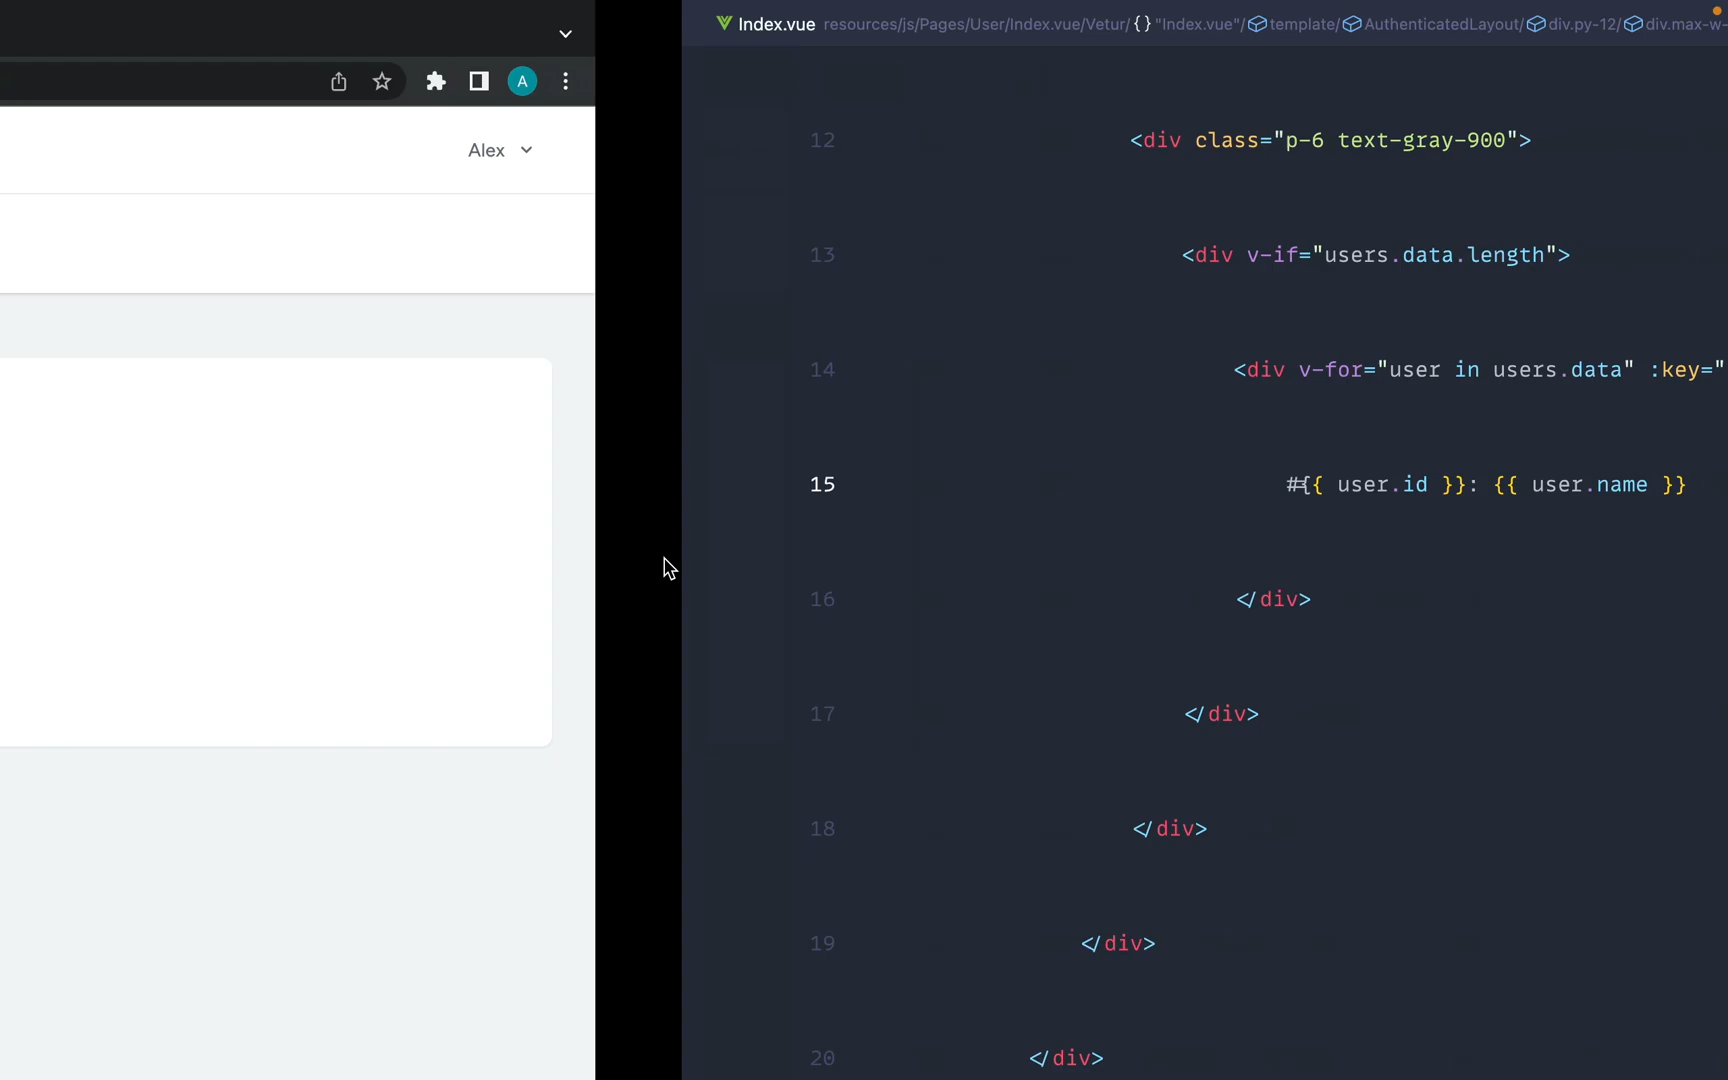 A
Alex
Index.vue resources/js/Pages/User/Index.vue/Vetur/ {} "Index.vue"/ template/ AuthenticatedLayout/ div.py-12/ div.max-w-
12 <div class="p-6 text-gray-900">
13 <div v-if="users.data.length">
14 <div v-for="user in users.data" :key="
15 #{{ user.id }}: {{ user.name }}
16 </div>
17 </div>
18 </div>
19 </div>
20 </div>